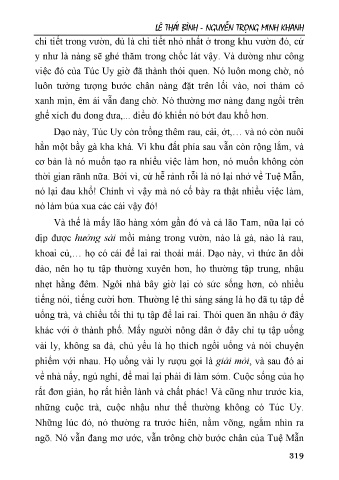 LÊ THÁI BÌNH - NGUYỄN TRỌNG MINH KHANH
chi tiết trong vườn, dù là chi tiết nhỏ nhất ở trong khu vườn đó, cứ
y như là nàng sẽ ghé thăm trong chốc lát vậy. Và dường như công
việc đó của Túc Uy giờ đã thành thói quen. Nó luôn mong chờ, nó
luôn tưởng tượng bước chân nàng đặt trên lối vào, nơi thảm cỏ
xanh mịn, êm ái vẫn đang chờ. Nó thường mơ nàng đang ngồi trên
ghế xích đu đong đưa,... điều đó khiến nó bớt đau khổ hơn.
Dạo này, Túc Uy còn trồng thêm rau, cải, ớt,… và nó còn nuôi
hẳn một bầy gà kha khá. Vì khu đất phía sau vẫn còn rộng lắm, và
cơ bản là nó muốn tạo ra nhiều việc làm hơn, nó muốn không còn
thời gian rãnh nữa. Bởi vì, cứ hễ rảnh rỗi là nó lại nhớ về Tuệ Mẫn,
nó lại đau khổ! Chính vì vậy mà nó cố bày ra thật nhiều việc làm,
nó làm búa xua các cái vậy đó!
Và thế là mấy lão hàng xóm gần đó và cả lão Tam, nữa lại có
dịp được hưởng sái mồi màng trong vườn, nào là gà, nào là rau,
khoai củ,… họ có cái để lai rai thoải mái. Dạo này, vì thức ăn dồi
dào, nên họ tụ tập thường xuyên hơn, họ thường tập trung, nhậu
nhẹt hằng đêm. Ngôi nhà bây giờ lại có sức sống hơn, có nhiều
tiếng nói, tiếng cười hơn. Thường lệ thì sáng sáng là họ đã tụ tập để
uống trà, và chiều tối thì tụ tập để lai rai. Thói quen ăn nhậu ở đây
khác với ở thành phố. Mấy người nông dân ở đây chỉ tụ tập uống
vài ly, không sa đà, chủ yếu là họ thích ngồi uống và nói chuyện
phiếm với nhau. Họ uống vài ly rượu gọi là giải mỏi, và sau đó ai
về nhà nấy, ngủ nghỉ, để mai lại phải đi làm sớm. Cuộc sống của họ
rất đơn giản, họ rất hiền lành và chất phác! Và cũng như trước kia,
những cuộc trà, cuộc nhậu như thế thường không có Túc Uy.
Những lúc đó, nó thường ra trước hiên, nằm võng, ngắm nhìn ra
ngõ. Nó vẫn đang mơ ước, vẫn trông chờ bước chân của Tuệ Mẫn
319